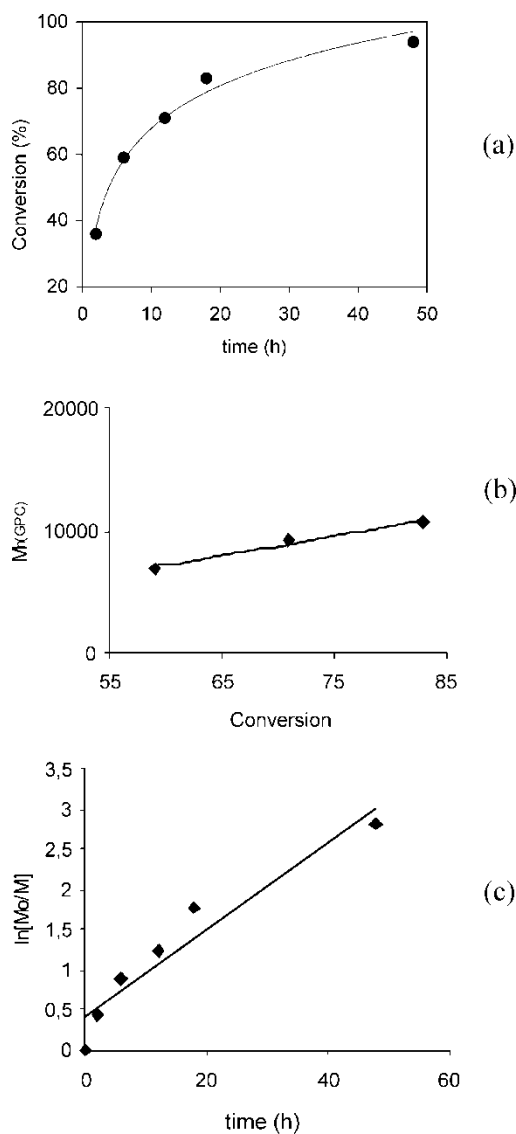 100
80
60
40
20
0 10 20 30 40 50
Conversion (%)
time (h)
(a)
20000
10000
0
55 65 75 85
Mn(GPC)
Conversion
(b)
3,5
3
2,5
2
1,5
1
0,5
0
0 20 40 60
ln[Mo/M]
time (h)
(c)